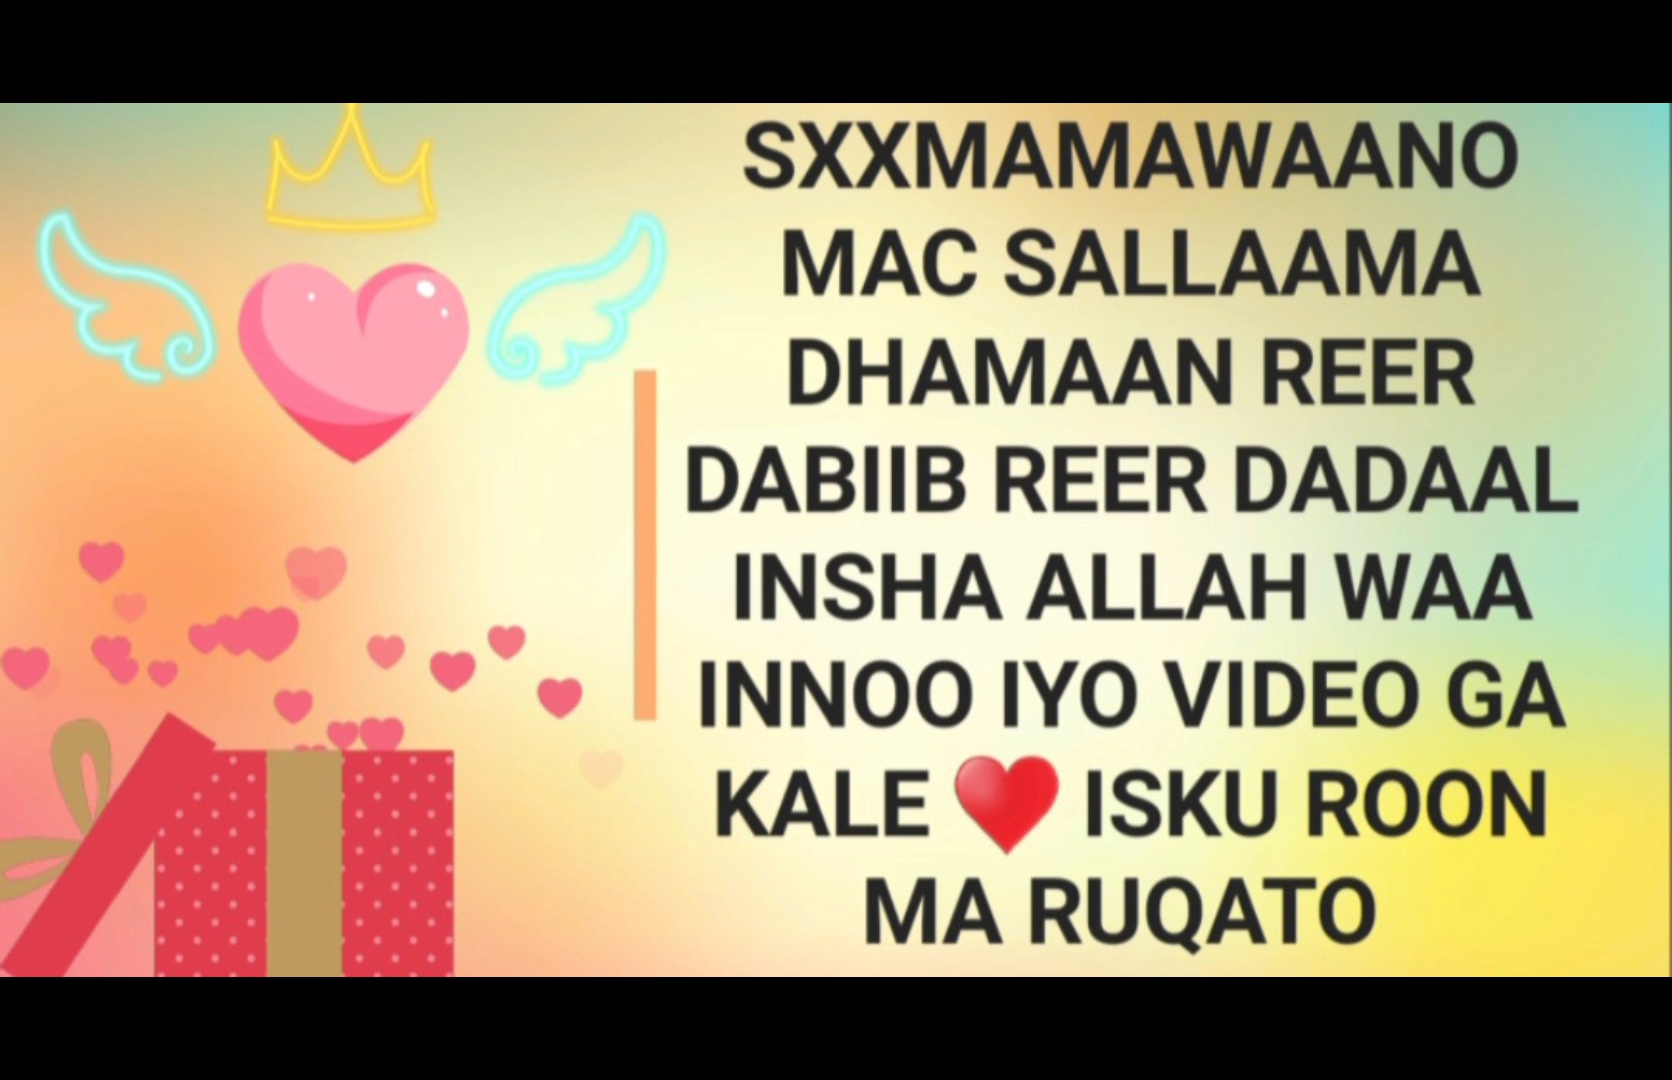 SXXMAMAWAANO
MAC SALLAAMA
DHAMAAN REER
DABIIB REER DADAAL
INSHA ALLAH WAA
INNOO IYO VIDEO GA
KALE ❤️ ISKU ROON
MA RUQATO